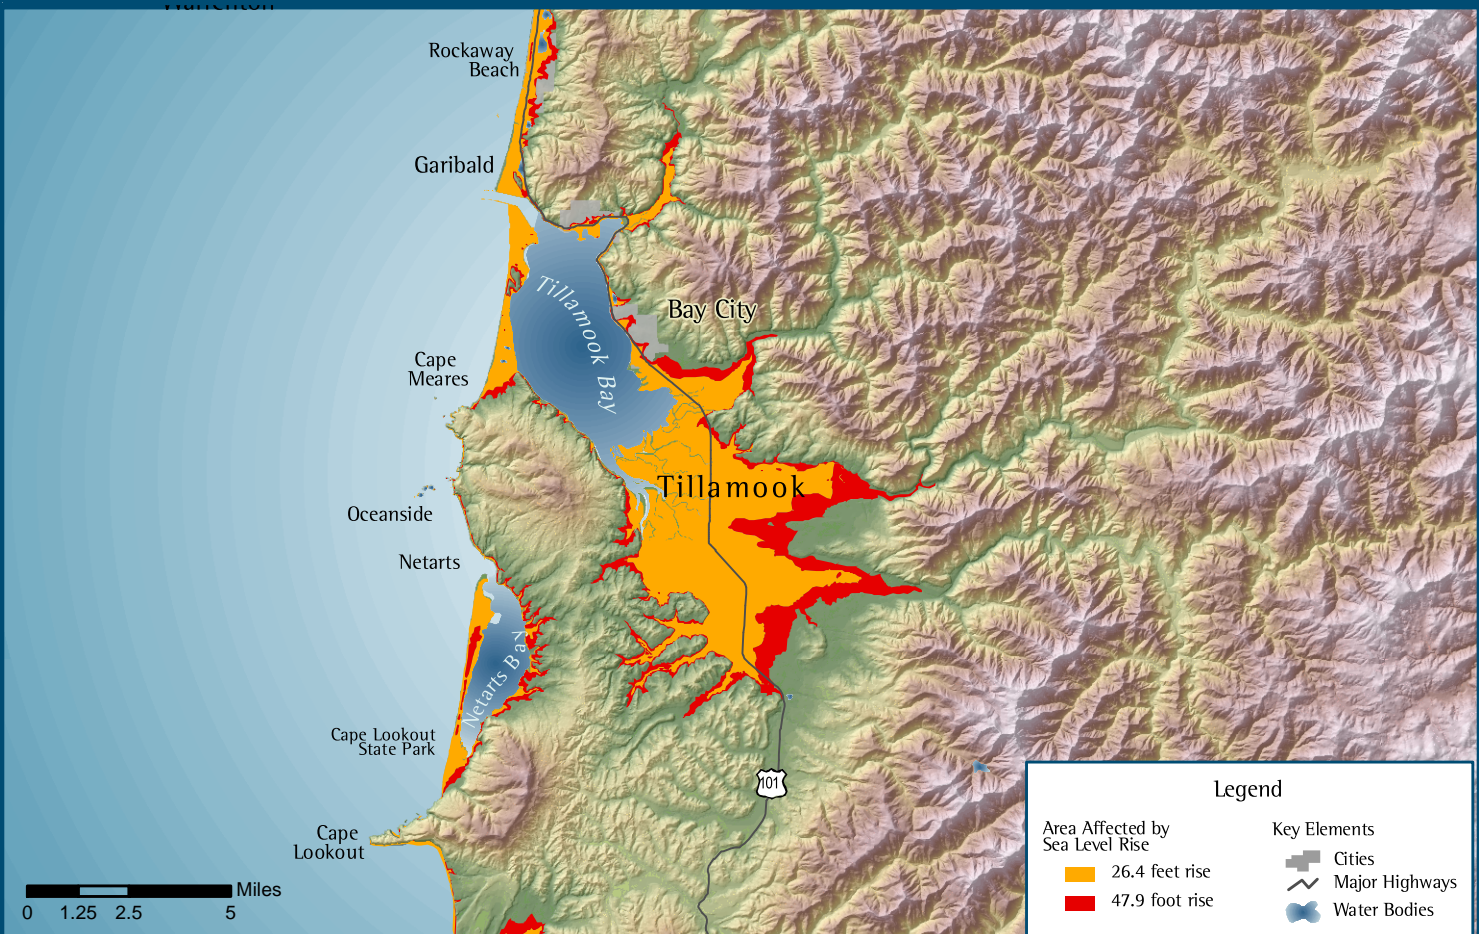 Rockaway
Beach
Garibald
Tillamook Bay
Bay City
Cape
Meares
Tillamook
Oceanside
Netarts
Netarts Bay
Cape Lookout
State Park
101
Cape
Lookout
Miles
0 1.25 2.5 5
Legend
Area Affected by
Sea Level Rise
26.4 feet rise
47.9 foot rise
Key Elements
Cities
Major Highways
Water Bodies